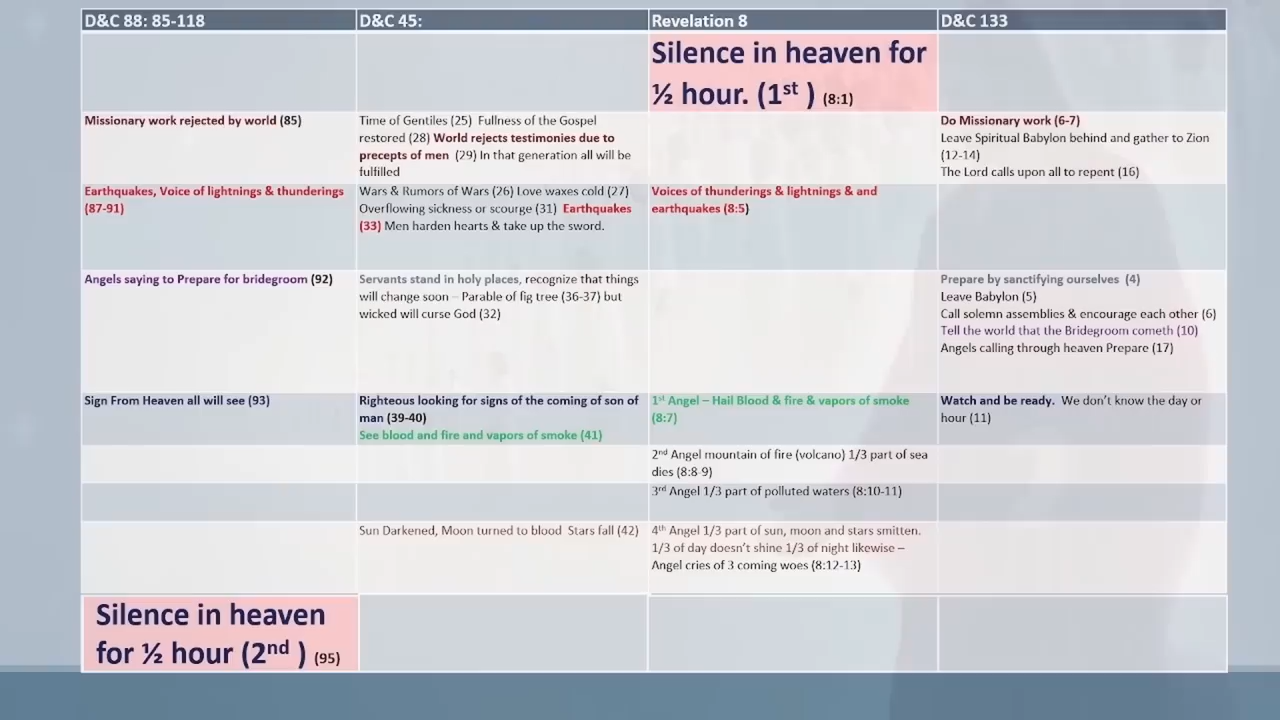 D&C 88: 85-118
D&C 45:
Revelation 8
D&C 133
Silence in heaven for
½ hour. (1st ) (8:1)
Missionary work rejected by world (85)
Time of Gentiles (25) Fullness of the Gospel
restored (28) World rejects testimonies due to
precepts of men (29) In that generation all will be
fulfilled
Do Missionary work (6-7)
Leave Spiritual Babylon behind and gather to Zion
(12-14)
The Lord calls upon all to repent (16)
Earthquakes, Voice of lightnings & thunderings
(87-91)
Wars & Rumors of Wars (26) Love waxes cold (27)
Overflowing sickness or scourge (31) Earthquakes
(33) Men harden hearts & take up the sword.
Voices of thunderings & lightnings & and
earthquakes (8:5)
Angels saying to Prepare for bridegroom (92)
Servants stand in holy places, recognize that things
will change soon – Parable of fig tree (36-37) but
wicked will curse God (32)
Prepare by sanctifying ourselves (4)
Leave Babylon (5)
Call solemn assemblies & encourage each other (6)
Tell the world that the Bridegroom cometh (10)
Angels calling through heaven Prepare (17)
Sign From Heaven all will see (93)
Righteous looking for signs of the coming of son of
man (39-40)
See blood and fire and vapors of smoke (41)
1st Angel – Hail Blood & fire & vapors of smoke
(8:7)
Watch and be ready. We don't know the day or
hour (11)
2nd Angel mountain of fire (volcano) 1/3 part of sea
dies (8:8-9)
3rd Angel 1/3 part of polluted waters (8:10-11)
Sun Darkened, Moon turned to blood Stars fall (42)
4th Angel 1/3 part of sun, moon and stars smitten.
1/3 of day doesn't shine 1/3 of night likewise –
Angel cries of 3 coming woes (8:12-13)
Silence in heaven
for ½ hour (2nd ) (95)